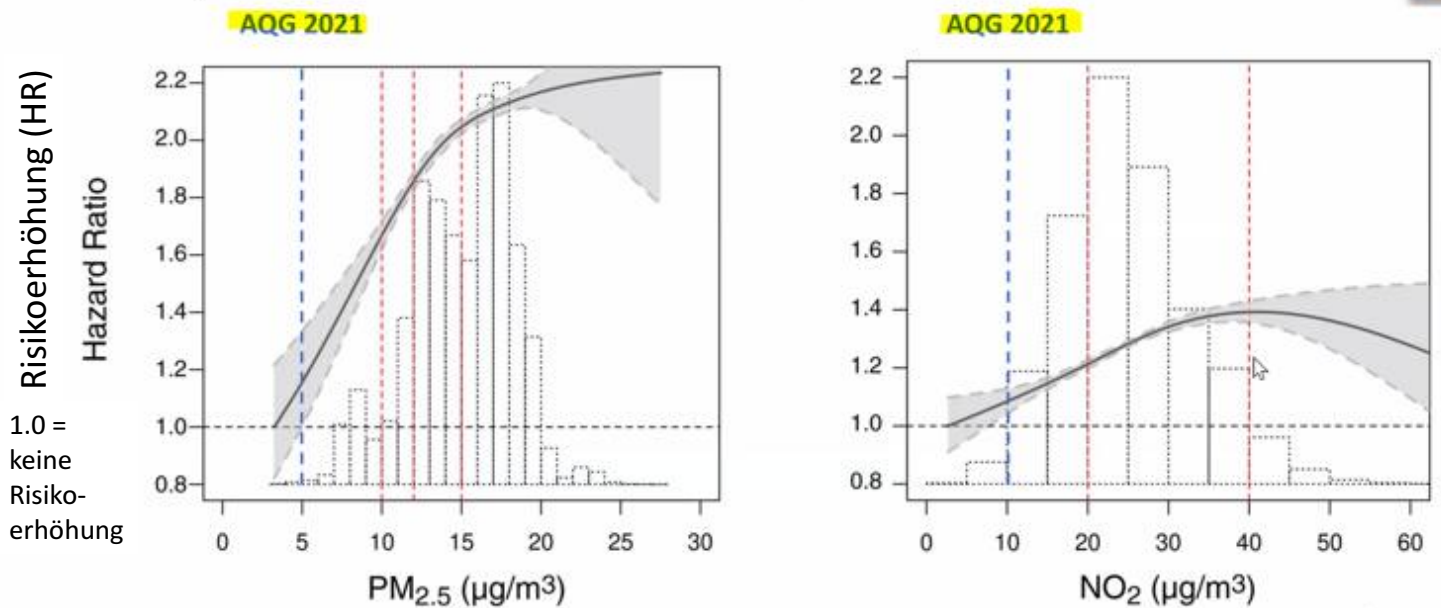 AQG 2021
AQG 2021
Risikoerhöhung (HR)
Hazard Ratio
1.0 =
keine
Risiko-
erhöhung
2.2
2.0
1.8
1.6
1.4
1.2
1.0
0.8
0 5 10 15 20 25 30
PM2.5 (µg/m3)
2.2
2.0
1.8
1.6
1.4
1.2
1.0
0.8
0 10 20 30 40 50 60
NO2 (µg/m3)